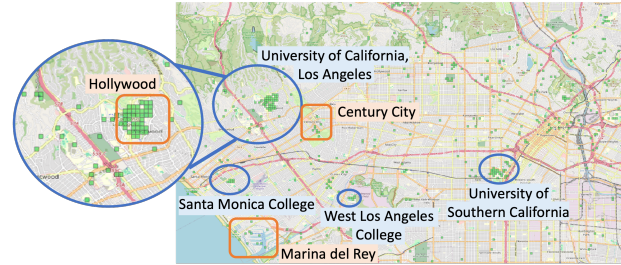 University of California,
Los Angeles
Hollywood
Century City
Santa Monica College
West Los Angeles
College
University of
Southern California
Marina del Rey